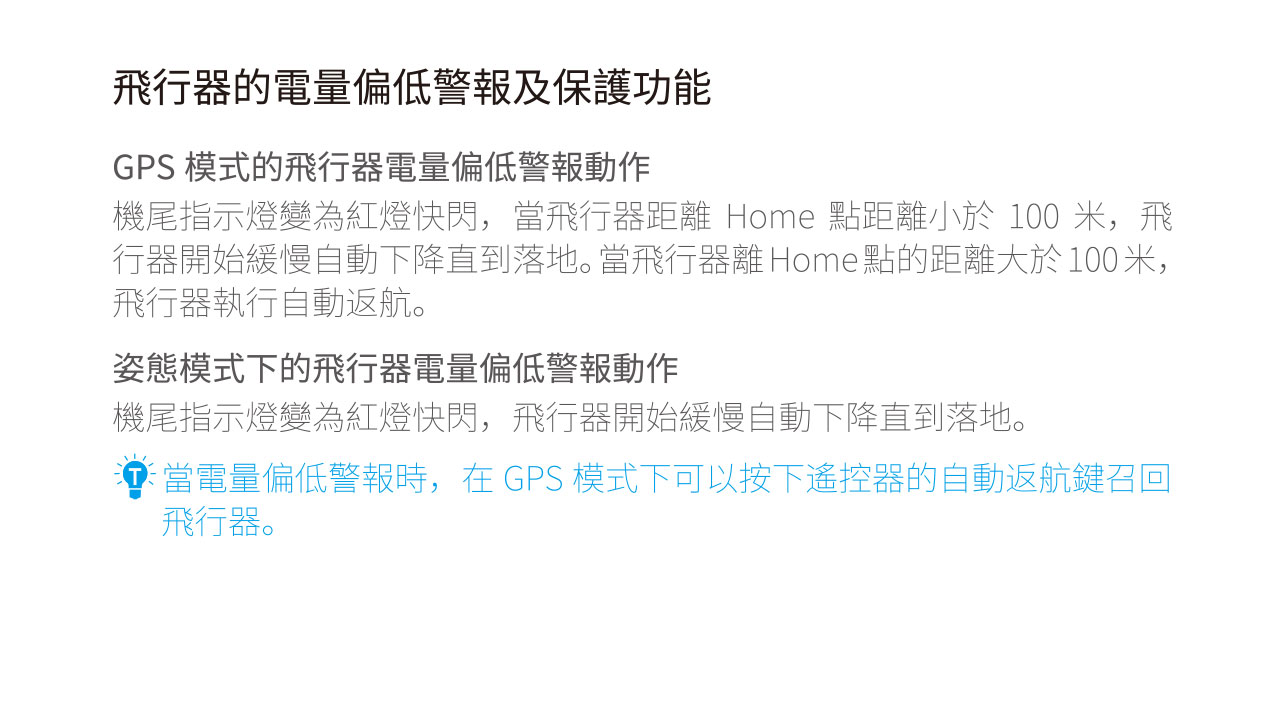 飛行器的電量偏低警報及保護功能
GPS 模式的飛行器電量偏低警報動作
機尾指示燈變為紅燈快閃，當飛行器距離 Home 點距離小於 100 米，飛
行器開始緩慢自動下降直到落地。當飛行器離Home點的距離大於100米，
飛行器執行自動返航。
姿態模式下的飛行器電量偏低警報動作
機尾指示燈變為紅燈快閃，飛行器開始緩慢自動下降直到落地。
T 當電量偏低警報時，在 GPS 模式下可以按下遙控器的自動返航鍵召回
飛行器。